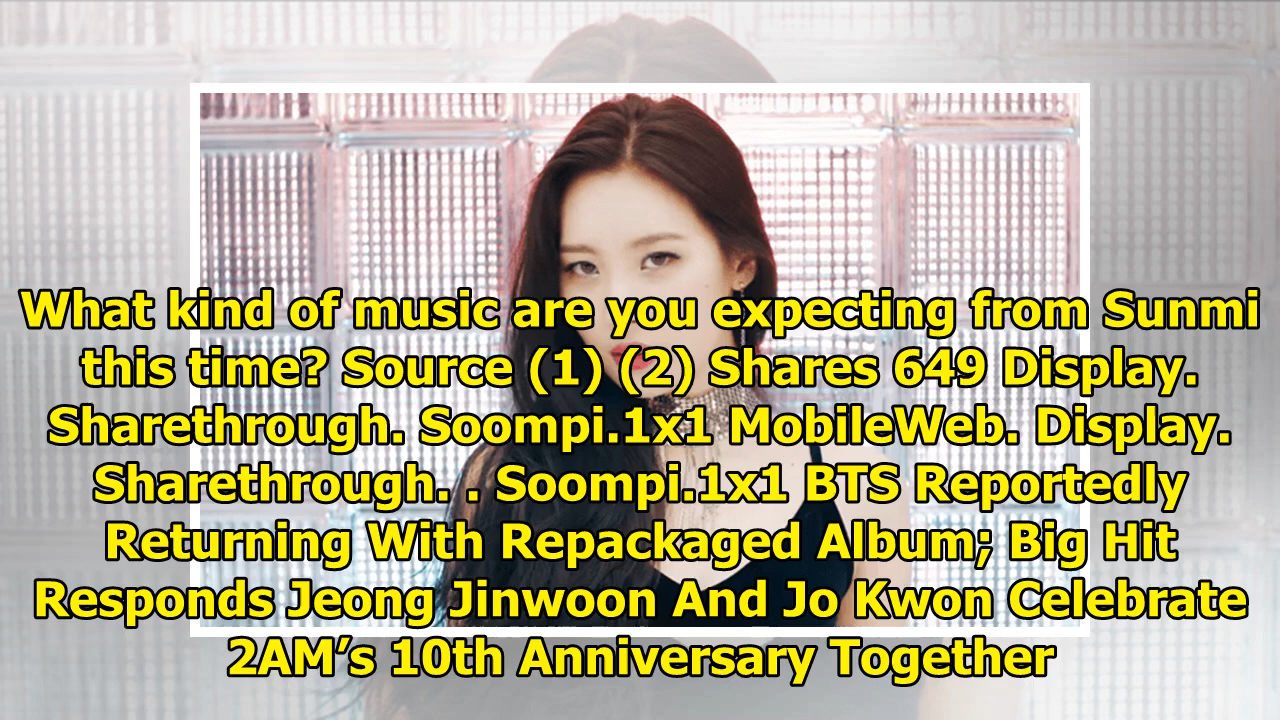 What kind of music are you expecting from Sunmi
this time? Source (1) (2) Shares 649 Display.
Sharethrough. Soompi.1x1 MobileWeb. Display.
Sharethrough. . Soompi.1x1 BTS Reportedly
Returning With Repackaged Album; Big Hit
Responds Jeong Jinwoon And Jo Kwon Celebrate
2AM’s 10th Anniversary Together